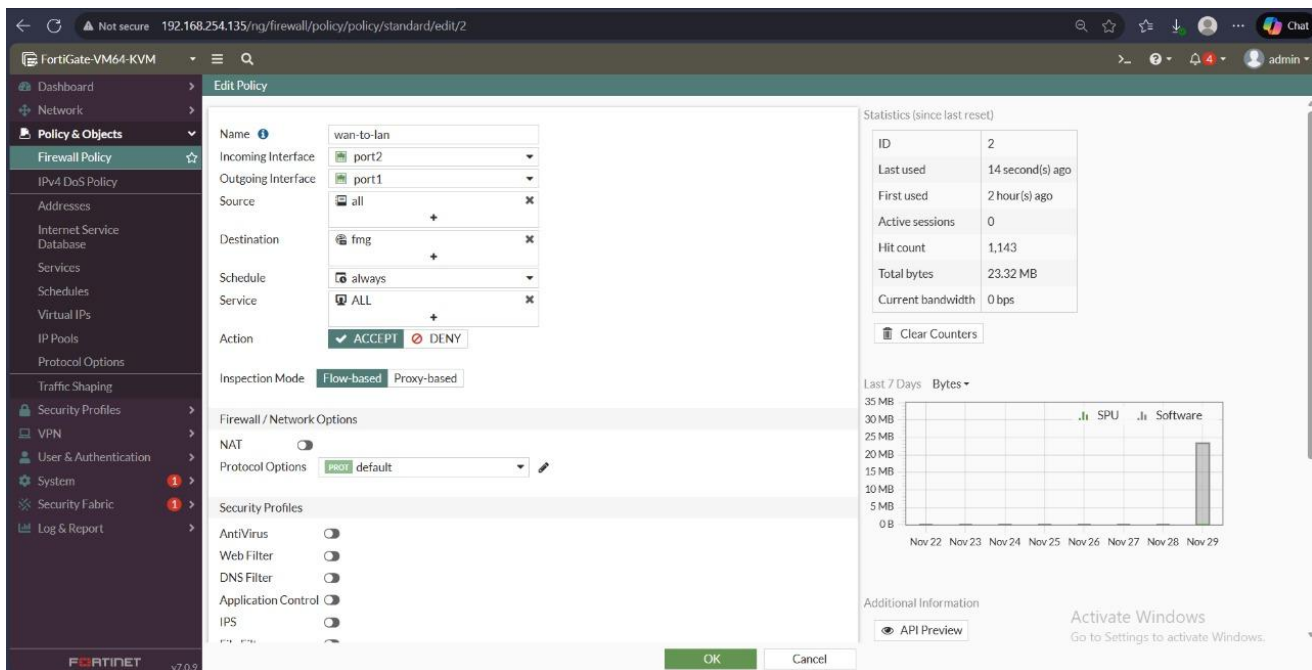 Not secure 192.168.254.135/ng/firewall/policy/policy/standard/edit/2
Chat
FortiGate-VM64-KVM
>_
4
admin
Dashboard
Network
Policy & Objects
Firewall Policy
IPv4 DoS Policy
Addresses
Internet Service
Database
Services
Schedules
Virtual IPs
IP Pools
Protocol Options
Traffic Shaping
Security Profiles
VPN
User & Authentication
System 1
Security Fabric 1
Log & Report
FORTINET v7.0.9
Edit Policy
Name wan-to-lan
Incoming Interface port2
Outgoing Interface port1
Source all
+
Destination fmg
+
Schedule always
Service ALL
+
Action ACCEPT DENY
Inspection Mode Flow-based Proxy-based
Firewall / Network Options
NAT
Protocol Options PROT default
Security Profiles
AntiVirus
Web Filter
DNS Filter
Application Control
IPS
OK Cancel
Statistics (since last reset)
ID 2
Last used 14 second(s) ago
First used 2 hour(s) ago
Active sessions 0
Hit count 1,143
Total bytes 23.32 MB
Current bandwidth 0 bps
Clear Counters
Last 7 Days Bytes
35 MB
30 MB
25 MB
20 MB
15 MB
10 MB
5 MB
0 B
SPU Software
Nov 22 Nov 23 Nov 24 Nov 25 Nov 26 Nov 27 Nov 28 Nov 29
Additional Information
API Preview
Activate Windows
Go to Settings to activate Windows.